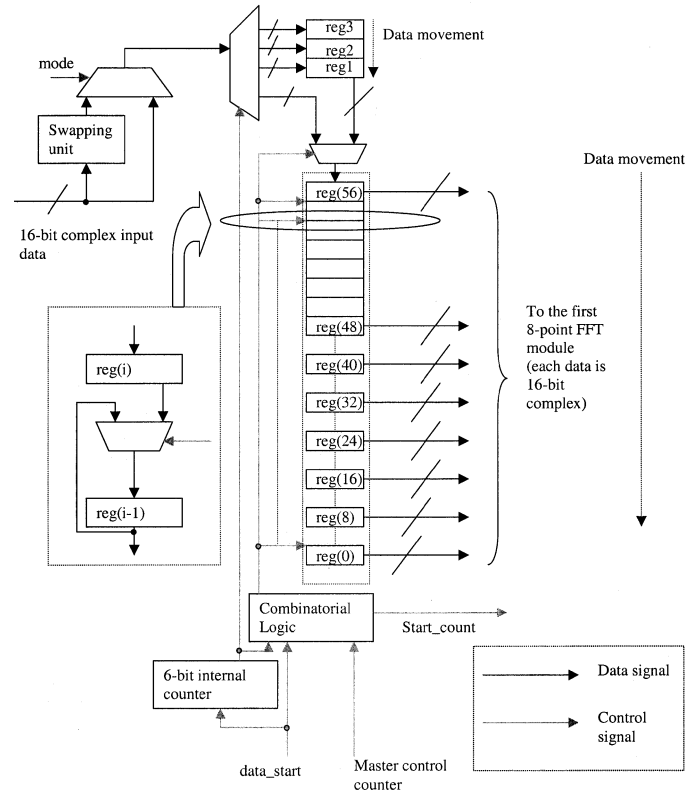 reg3
Data movement
reg2
mode
reg1
Swapping
unit
Data movement
reg(56)
16-bit complex input
data
To the first
8-point FFT
module
(each data is
16-bit
complex)
reg(48)
reg(i)
reg(40)
reg(32)
reg(24)
reg(16)
reg(i-1)
reg(8)
reg(0)
Combinatorial
Logic
Start_count
6-bit internal
counter
Data signal
Control
signal
data_start
Master control
counter